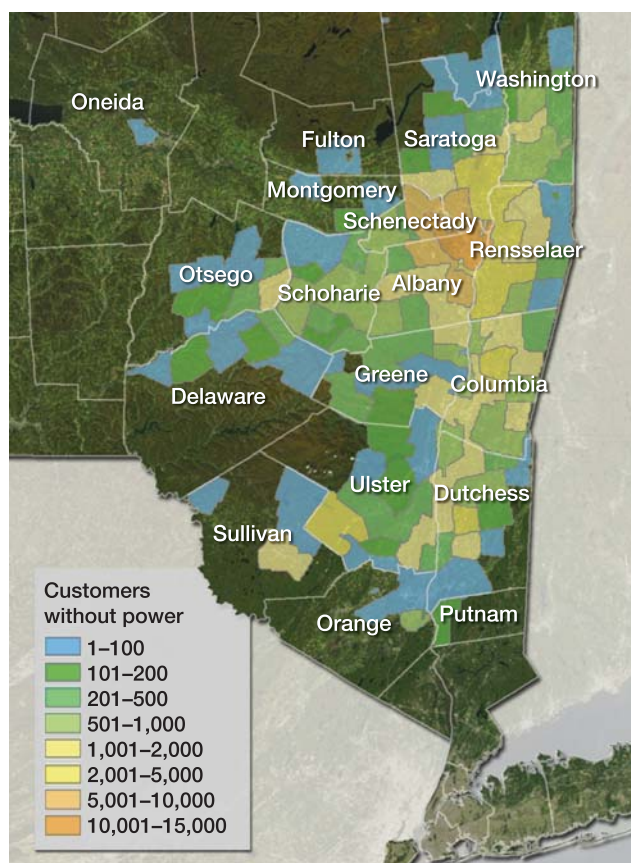 Washington
Oneida
Fulton
Saratoga
Montgomery
Schenectady
Rensselaer
Otsego
Schoharie
Albany
Greene
Columbia
Delaware
Ulster
Dutchess
Sullivan
Orange
Putnam
Customers
without power
1–100
101–200
201–500
501–1,000
1,001–2,000
2,001–5,000
5,001–10,000
10,001–15,000